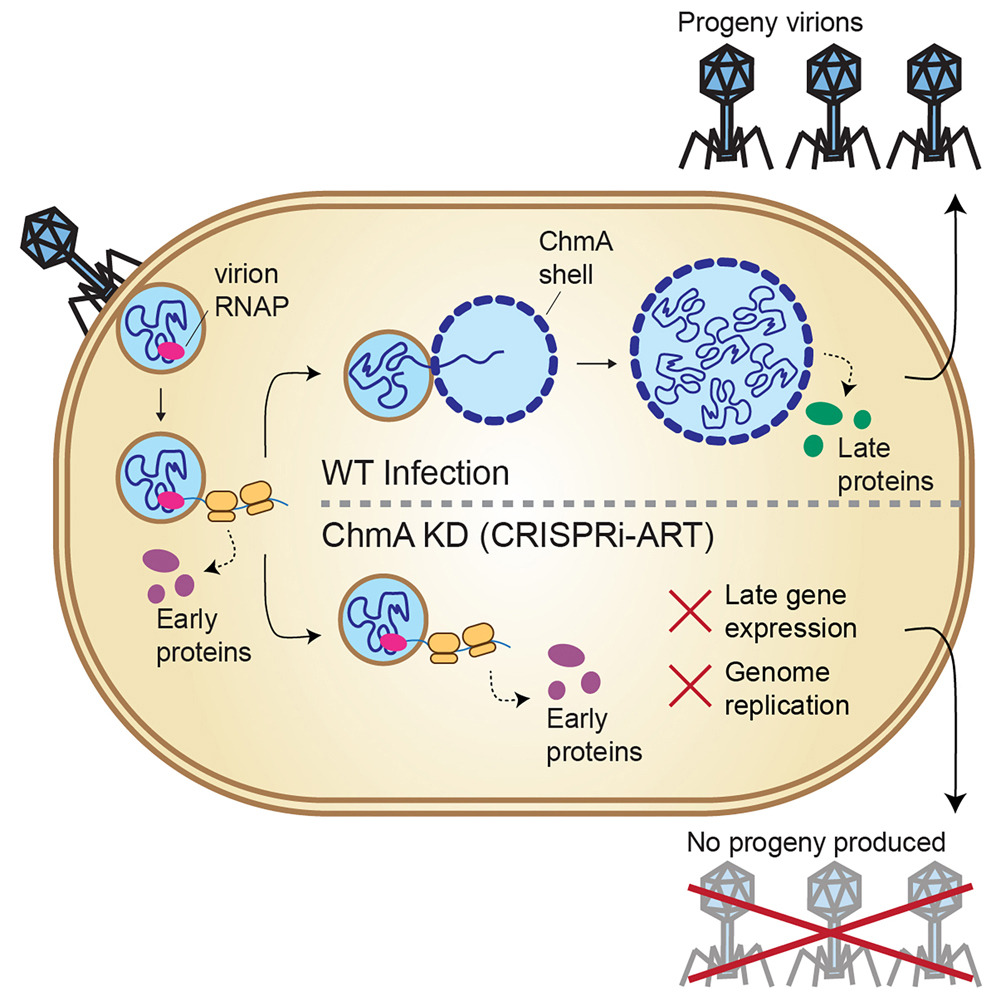 Progeny virions
ChmA
shell
virion
RNAP
WT Infection
Late
proteins
ChmA KD (CRISPRi-ART)
Early
proteins
Late gene
expression
Genome
replication
Early
proteins
No progeny produced